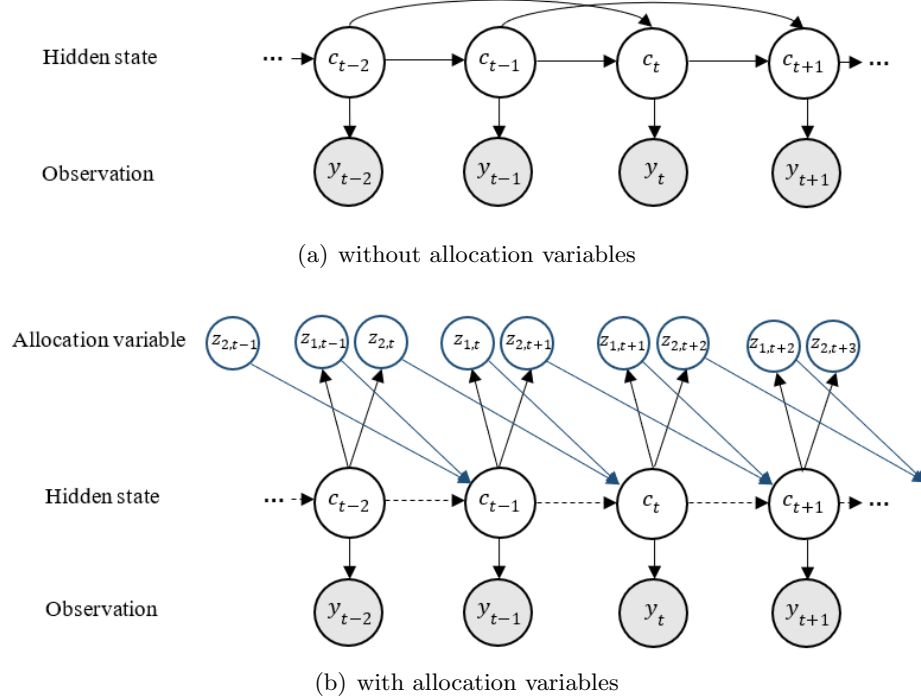 Hidden state ... c_{t−2} c_{t−1} c_t c_{t+1} ...
Observation y_{t−2} y_{t−1} y_t y_{t+1}
(a) without allocation variables
Allocation variable z_{2,t−1} z_{1,t−1} z_{2,t} z_{1,t} z_{2,t+1} z_{1,t+1} z_{2,t+2} z_{1,t+2} z_{2,t+3}
Hidden state ... c_{t−2} c_{t−1} c_t c_{t+1} ...
Observation y_{t−2} y_{t−1} y_t y_{t+1}
(b) with allocation variables